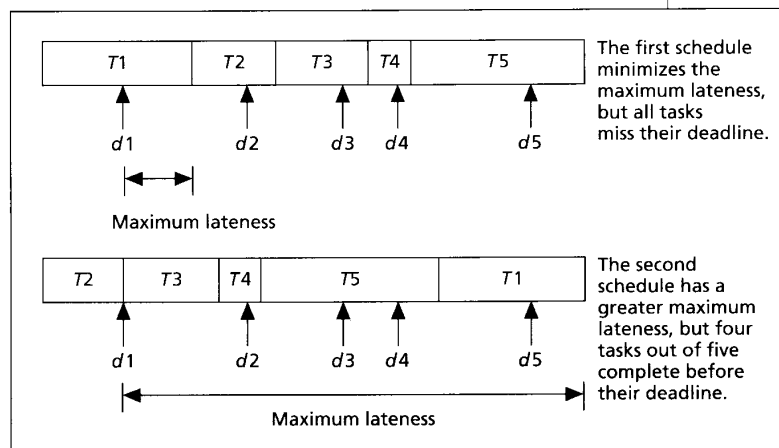 T1 T2 T3 T4 T5
d1 d2 d3 d4 d5
Maximum lateness
The first schedule
minimizes the
maximum lateness,
but all tasks
miss their deadline.
T2 T3 T4 T5 T1
d1 d2 d3 d4 d5
Maximum lateness
The second
schedule has a
greater maximum
lateness, but four
tasks out of five
complete before
their deadline.